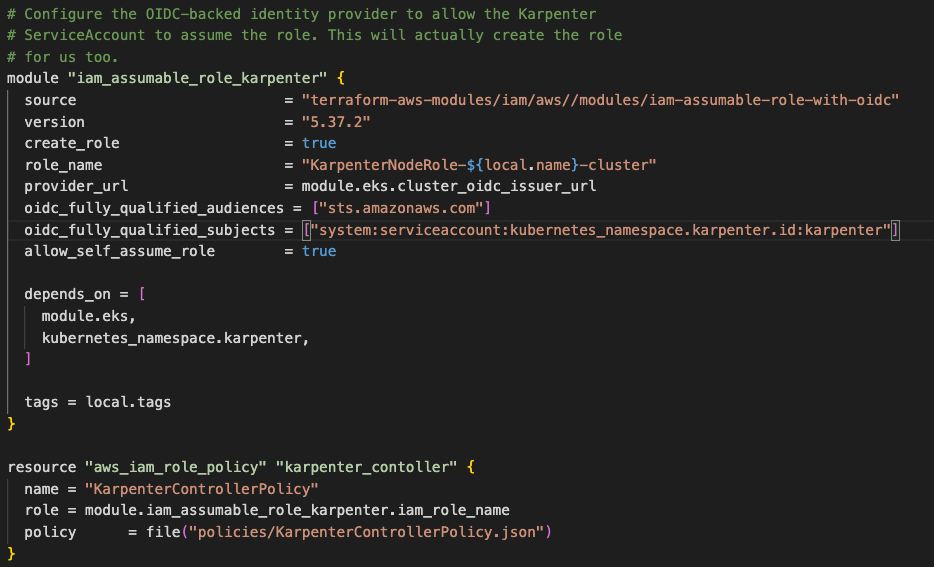 # Configure the OIDC-backed identity provider to allow the Karpenter
# ServiceAccount to assume the role. This will actually create the role
# for us too.
module "iam_assumable_role_karpenter" {
  source                        = "terraform-aws-modules/iam/aws//modules/iam-assumable-role-with-oidc"
  version                       = "5.37.2"
  create_role                   = true
  role_name                     = "KarpenterNodeRole-${local.name}-cluster"
  provider_url                  = module.eks.cluster_oidc_issuer_url
  oidc_fully_qualified_audiences = ["sts.amazonaws.com"]
  oidc_fully_qualified_subjects = ["system:serviceaccount:kubernetes_namespace.karpenter.id:karpenter"]
  allow_self_assume_role        = true

  depends_on = [
    module.eks,
    kubernetes_namespace.karpenter,
  ]

  tags = local.tags
}

resource "aws_iam_role_policy" "karpenter_contoller" {
  name = "KarpenterControllerPolicy"
  role = module.iam_assumable_role_karpenter.iam_role_name
  policy      = file("policies/KarpenterControllerPolicy.json")
}